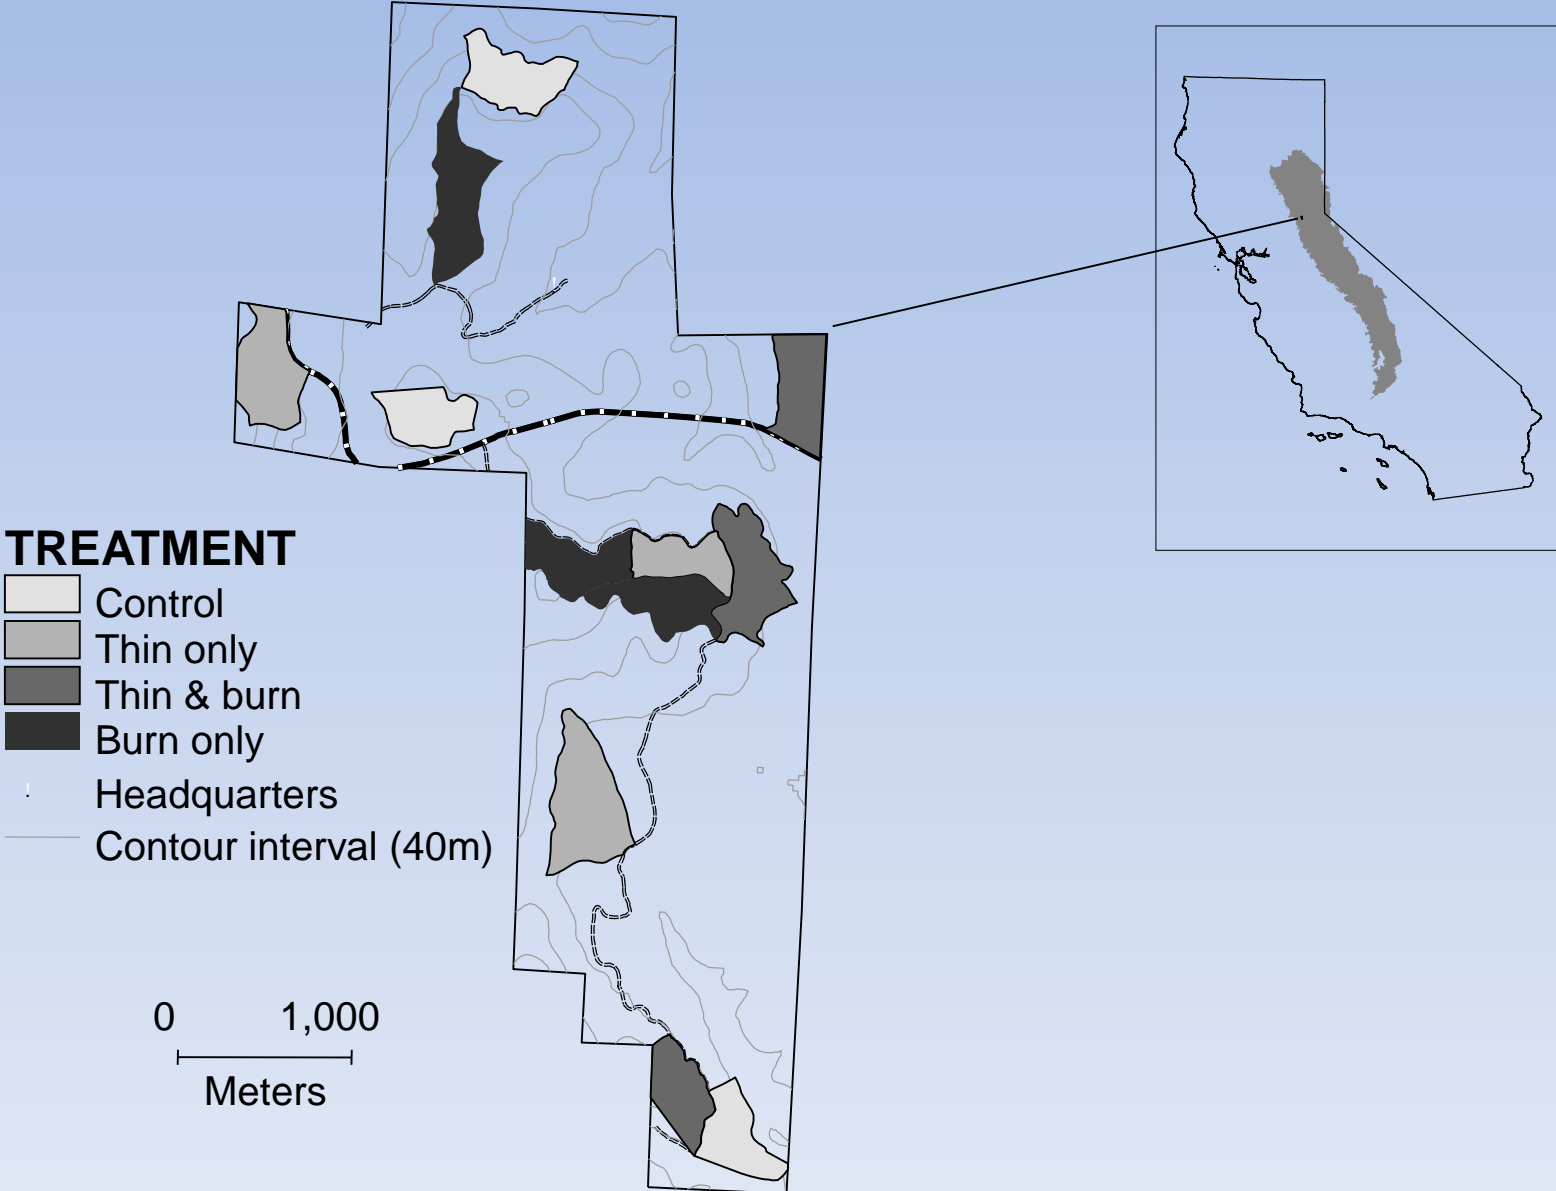 TREATMENT
Control
Thin only
Thin & burn
Burn only
! Headquarters
Contour interval (40m)
0 1,000
Meters
!